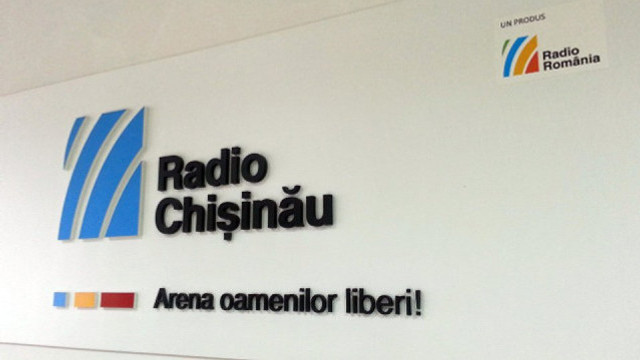 UN PRODUS
Radio
România
Radio
Chișinău
Arena oamenilor liberi!